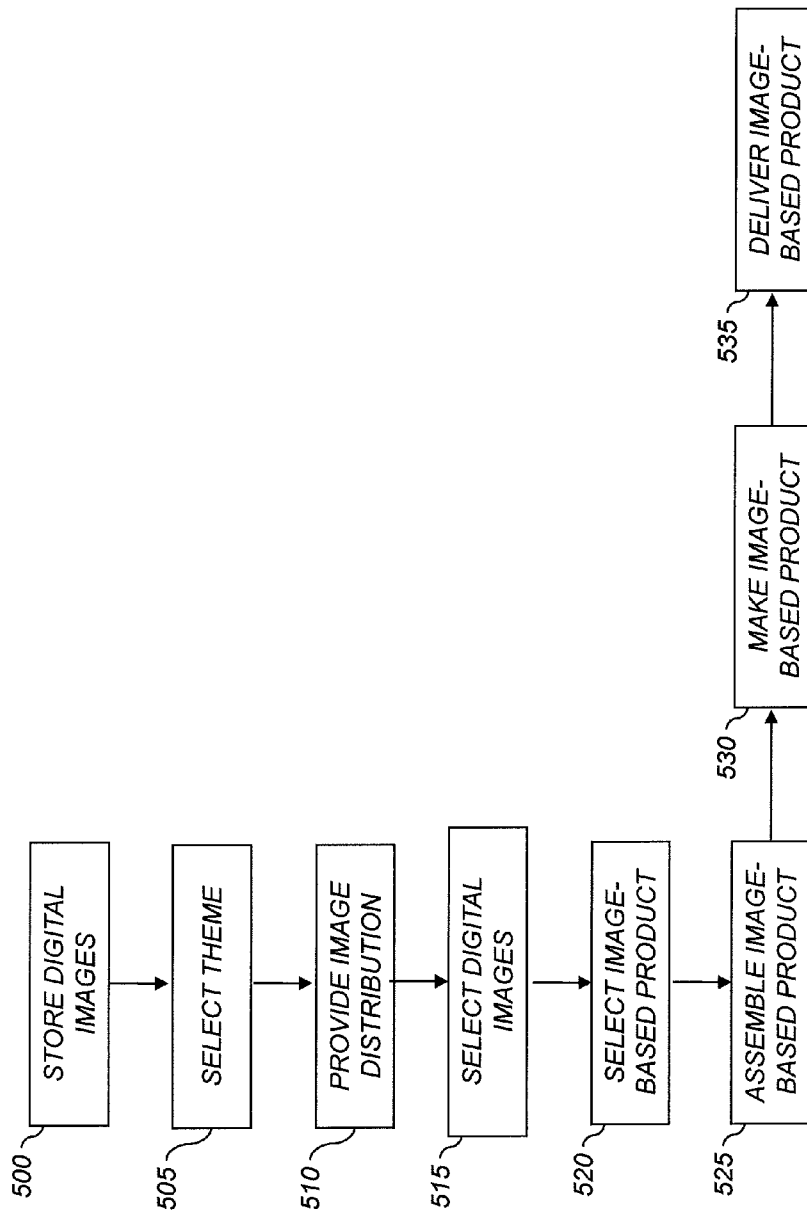 500
STORE DIGITAL
IMAGES
505
SELECT THEME
510
PROVIDE IMAGE
DISTRIBUTION
515
SELECT DIGITAL
IMAGES
520
SELECT IMAGE-
BASED PRODUCT
525
ASSEMBLE IMAGE-
BASED PRODUCT
530
MAKE IMAGE-
BASED PRODUCT
535
DELIVER IMAGE-
BASED PRODUCT